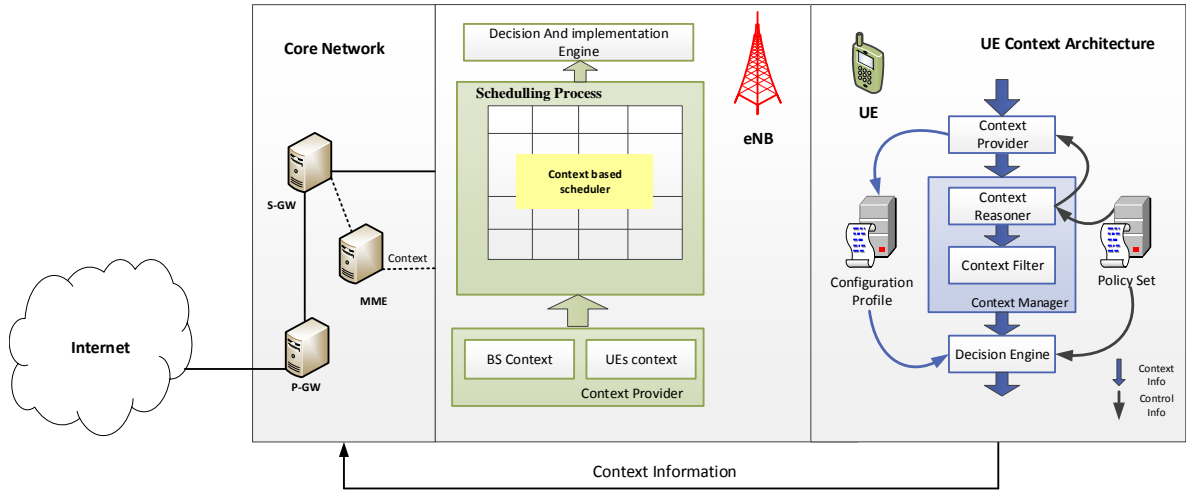 Core Network
S-GW
MME
Context
P-GW
Internet
Decision And implementation
Engine
Schedulling Process
Context based
scheduler
BS Context
UEs context
Context Provider
eNB
UE
UE Context Architecture
Context
Provider
Context
Reasoner
Context Filter
Context Manager
Configuration
Profile
Policy Set
Decision Engine
Context
Info
Control
Info
Context Information